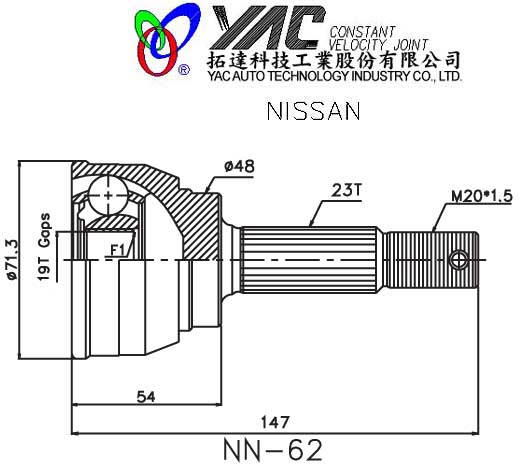 YAC CONSTANT
VELOCITY JOINT
®
拓達科技工業股份有限公司
YAC AUTO TECHNOLOGY INDUSTRY CO., LTD.
NISSAN
ø48
23T
M20*1.5
ø71.3
19T Gaps
F1
54
147
NN-62